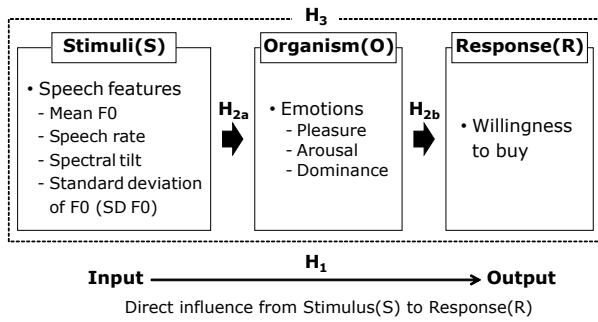 H3
Stimuli(S)
• Speech features
- Mean F0
- Speech rate
- Spectral tilt
- Standard deviation
of F0 (SD F0)
H2a
Organism(O)
• Emotions
- Pleasure
- Arousal
- Dominance
H2b
Response(R)
• Willingness
to buy
H1
Input
Output
Direct influence from Stimulus(S) to Response(R)